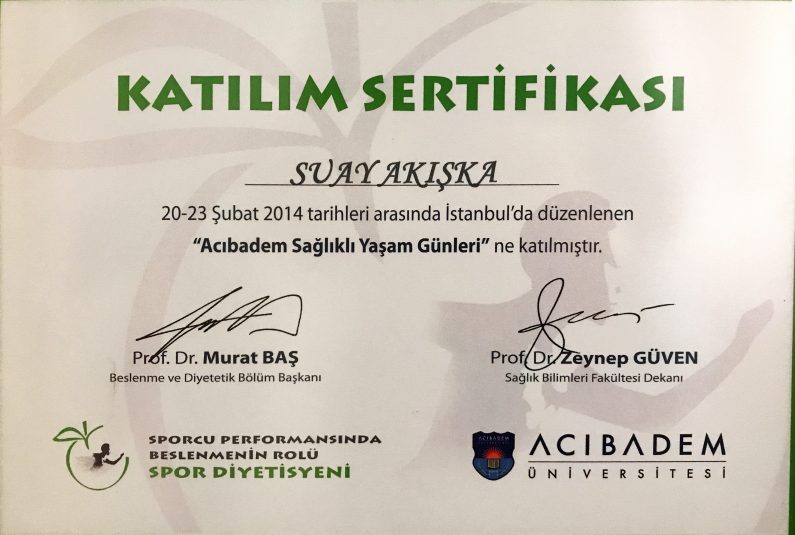 KATILIM SERTİFİKASI
SUAY AKIŞKA
20-23 Şubat 2014 tarihleri arasında İstanbul'da düzenlenen
“Acıbadem Sağlıklı Yaşam Günleri” ne katılmıştır.
Prof. Dr. Murat BAŞ
Beslenme ve Diyetetik Bölüm Başkanı
Prof. Dr. Zeynep GÜVEN
Sağlık Bilimleri Fakültesi Dekanı
SPORCU PERFORMANSINDA
BESLENMENİN ROLÜ
SPOR DİYETİSYENİ
ACIBADEM
ÜNİVERSİTESİ